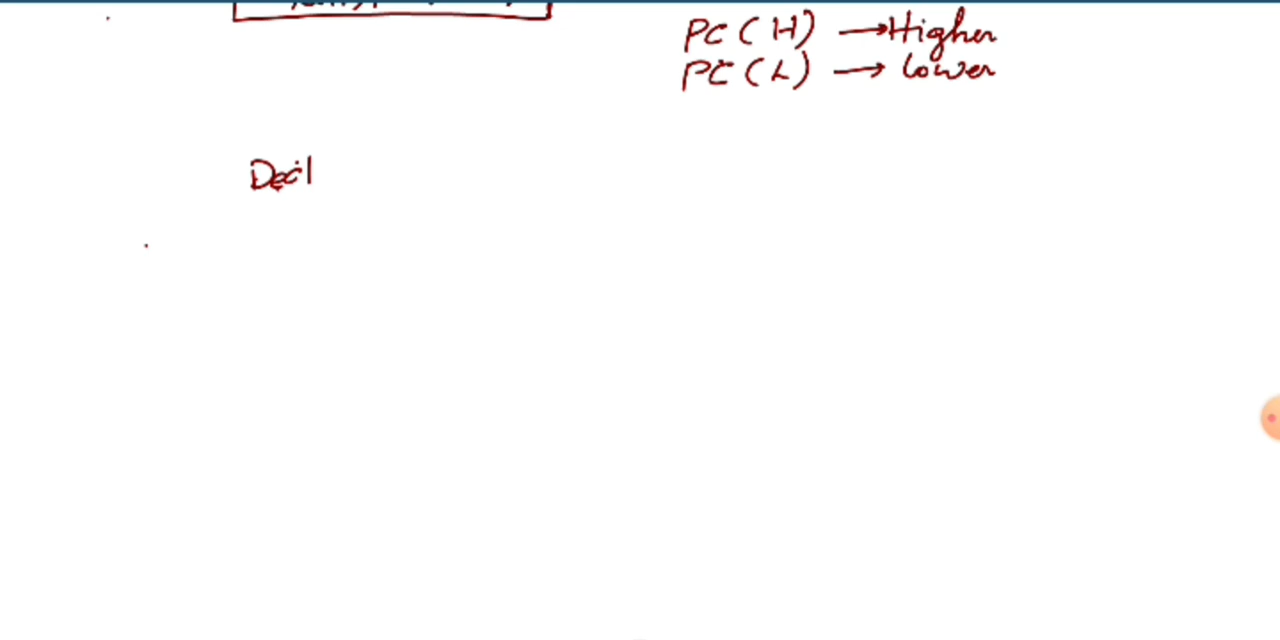 PC (H) → Higher
PC (L) → lower
Deci